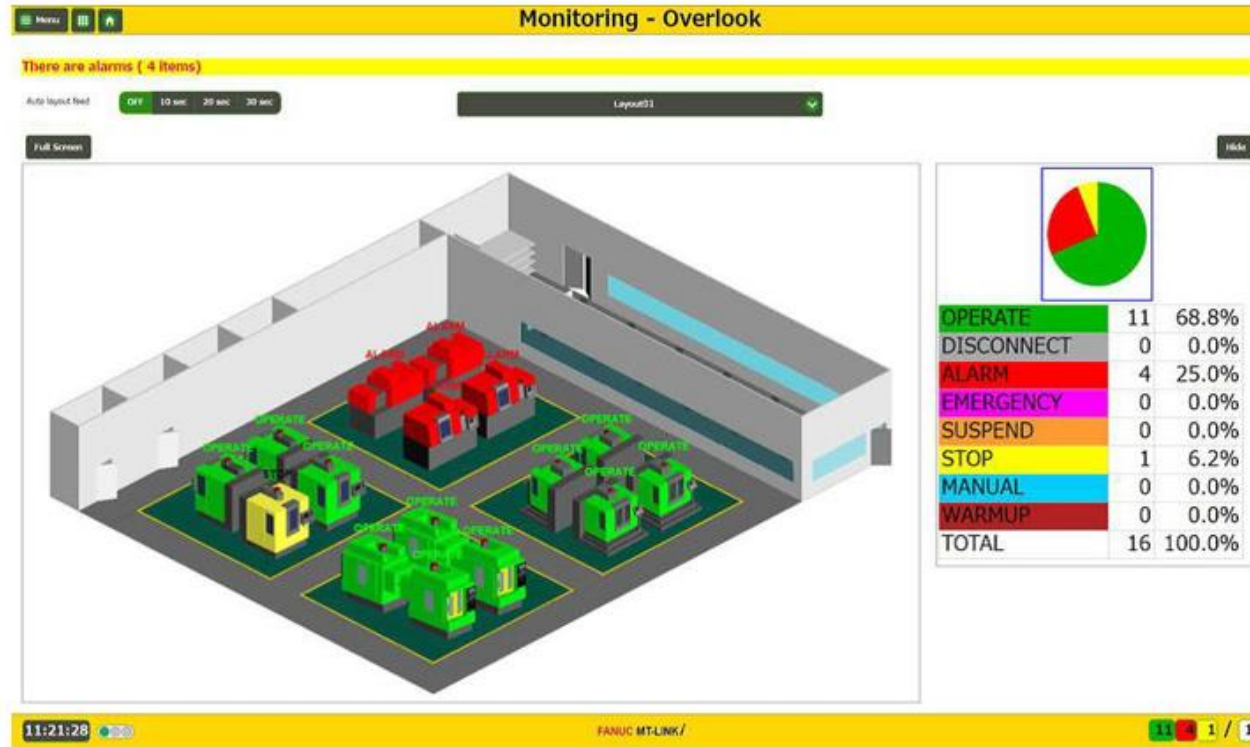 Menu
Monitoring - Overlook
There are alarms ( 4 items)
Auto layout feed
OFF 10 sec 20 sec 30 sec
Layout01
Full Screen
Hide
ALARM
ALARM
ALARM
OPERATE
OPERATE
OPERATE
OPERATE
OPERATE
OPERATE
OPERATE
OPERATE
OPERATE
OPERATE
OPERATE
OPERATE 11 68.8%
DISCONNECT 0 0.0%
ALARM 4 25.0%
EMERGENCY 0 0.0%
SUSPEND 0 0.0%
STOP 1 6.2%
MANUAL 0 0.0%
WARMUP 0 0.0%
TOTAL 16 100.0%
11:21:28
FANUC MT-LINKi
11 4 1 /